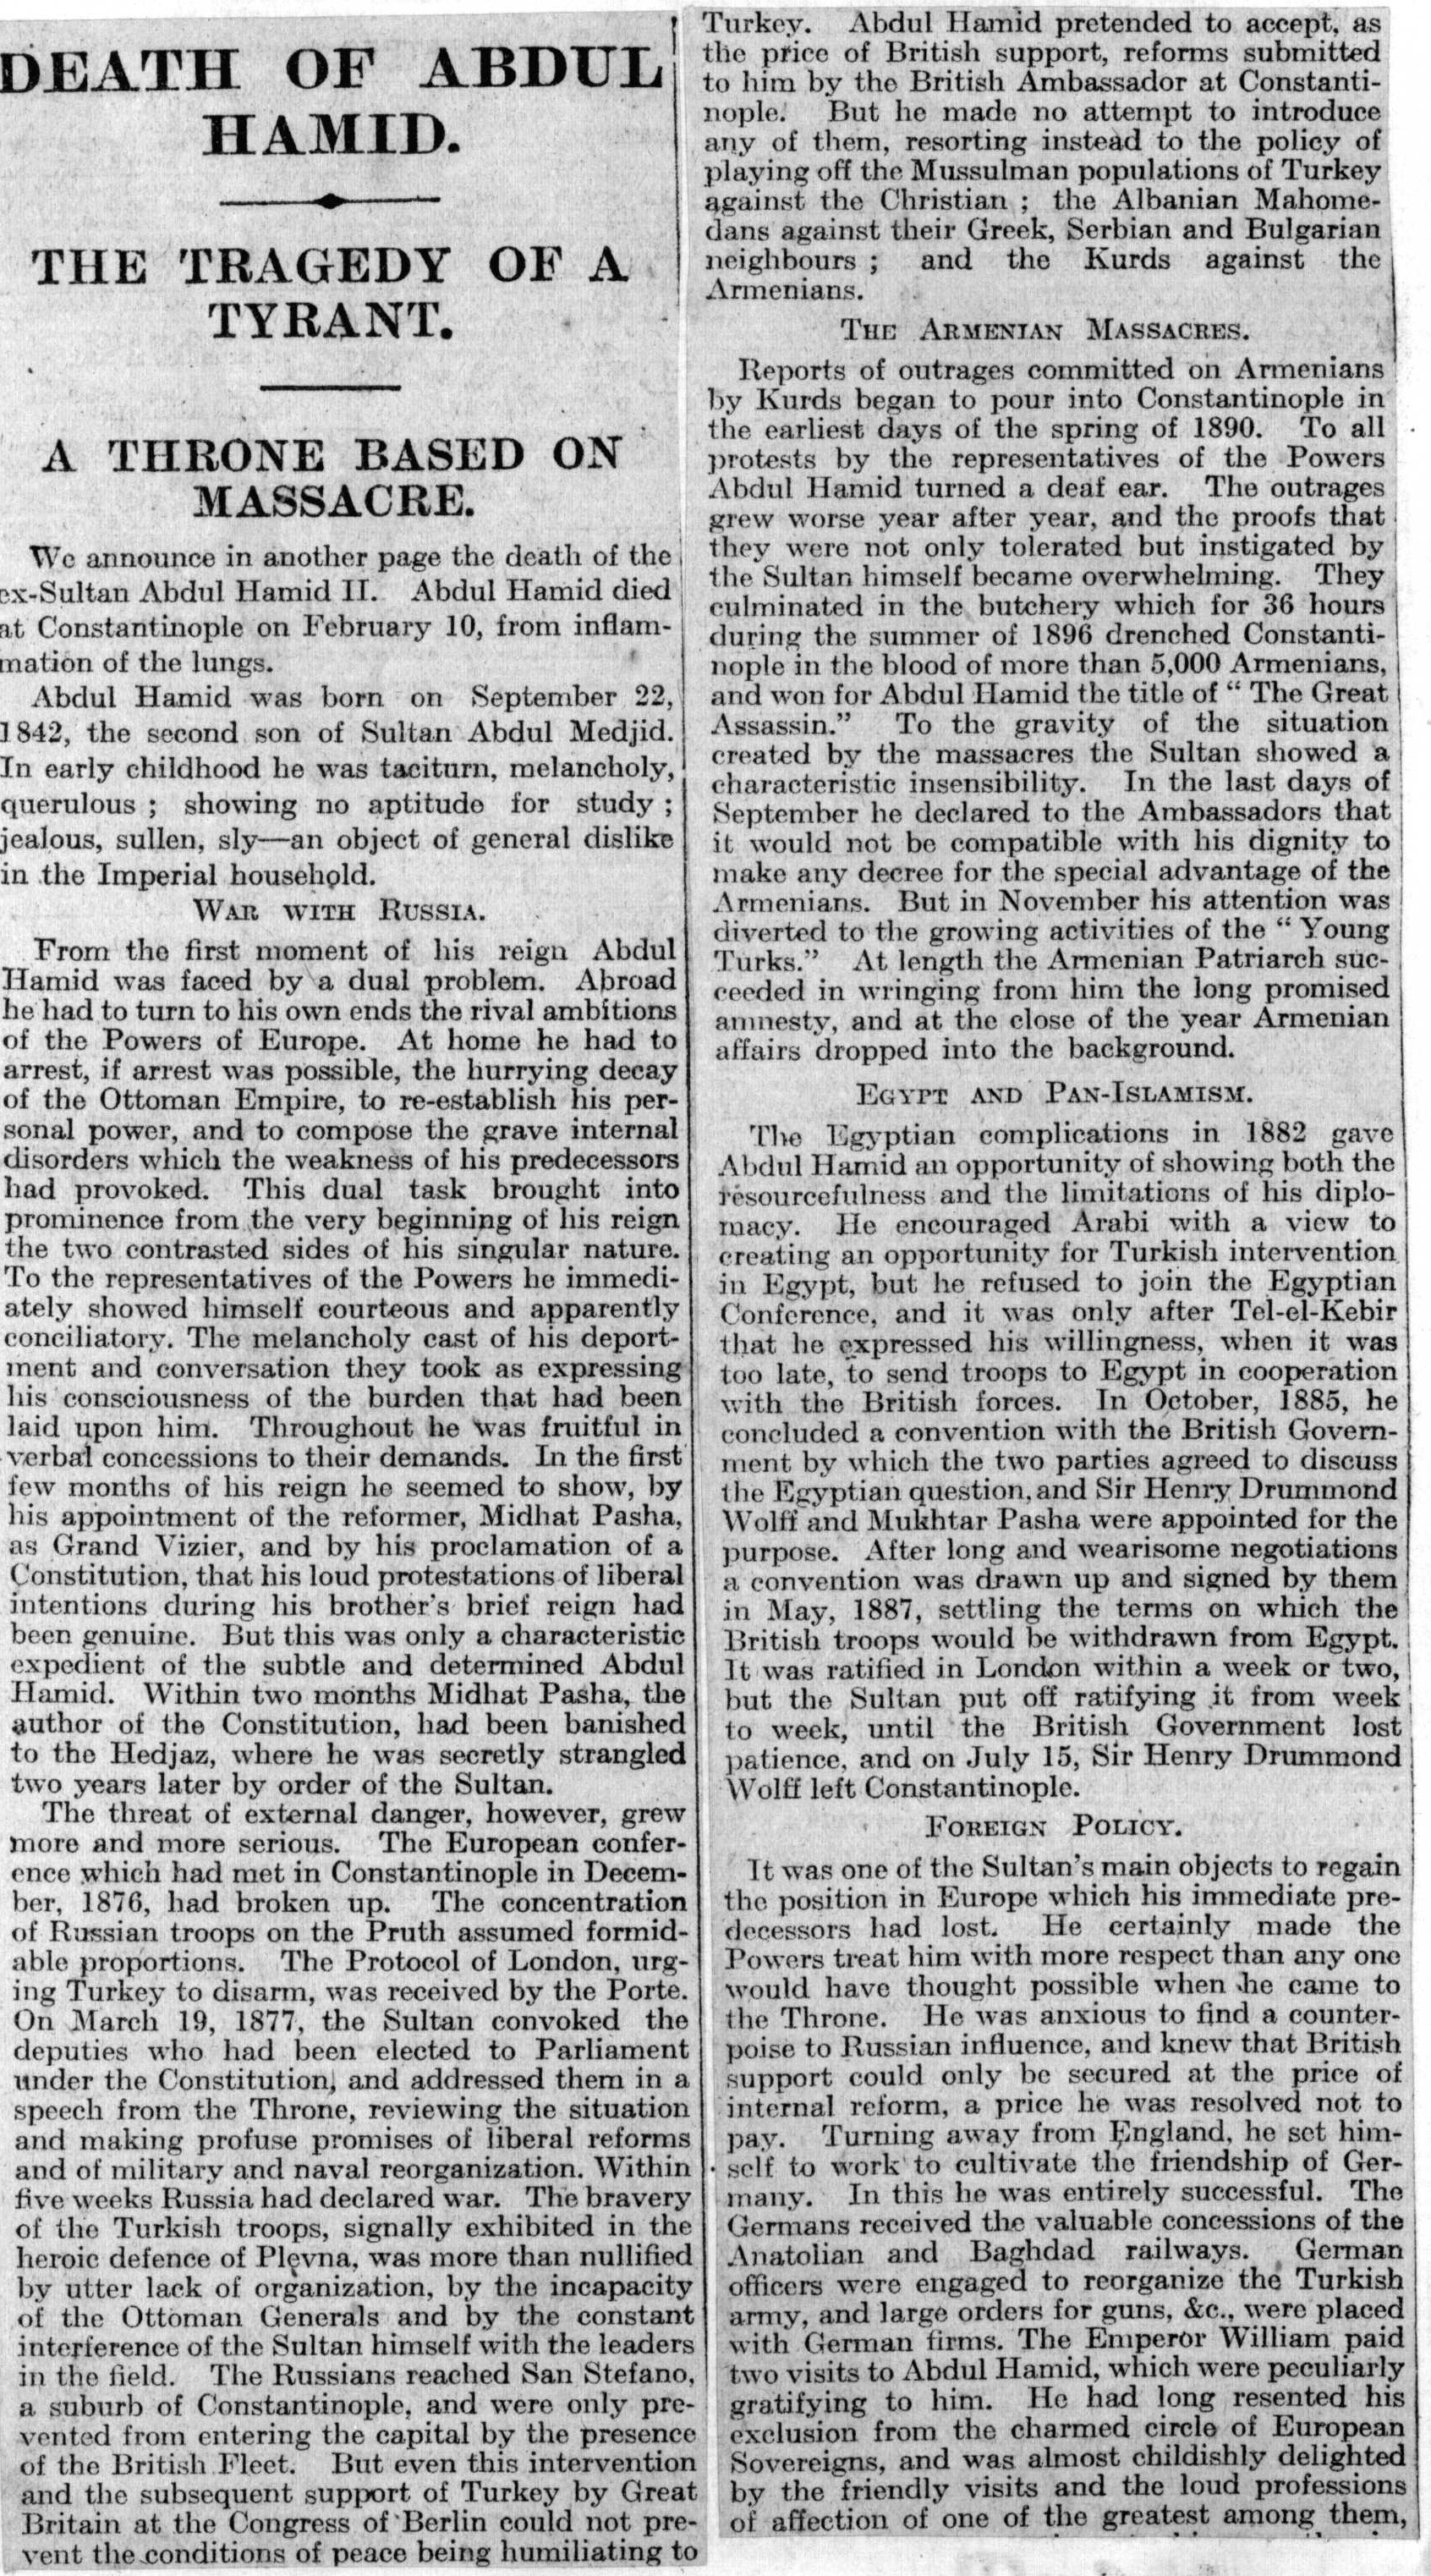 DEATH OF ABDUL
HAMID.
THE TRAGEDY OF A
TYRANT.
A THRONE BASED ON
MASSACRE.
We announce in another page the death of the
ex-Sultan Abdul Hamid II. Abdul Hamid died
at Constantinople on February 10, from inflam-
mation of the lungs.
Abdul Hamid was born on September 22,
1842, the second son of Sultan Abdul Medjid.
In early childhood he was taciturn, melancholy,
querulous ; showing no aptitude for study ;
jealous, sullen, sly—an object of general dislike
in the Imperial household.
WAR WITH RUSSIA.
From the first moment of his reign Abdul
Hamid was faced by a dual problem. Abroad
he had to turn to his own ends the rival ambitions
of the Powers of Europe. At home he had to
arrest, if arrest was possible, the hurrying decay
of the Ottoman Empire, to re-establish his per-
sonal power, and to compose the grave internal
disorders which the weakness of his predecessors
had provoked. This dual task brought into
prominence from the very beginning of his reign
the two contrasted sides of his singular nature.
To the representatives of the Powers he immedi-
ately showed himself courteous and apparently
conciliatory. The melancholy cast of his deport-
ment and conversation they took as expressing
his consciousness of the burden that had been
laid upon him. Throughout he was fruitful in
verbal concessions to their demands. In the first
few months of his reign he seemed to show, by
his appointment of the reformer, Midhat Pasha,
as Grand Vizier, and by his proclamation of a
Constitution, that his loud protestations of liberal
intentions during his brother's brief reign had
been genuine. But this was only a characteristic
expedient of the subtle and determined Abdul
Hamid. Within two months Midhat Pasha, the
author of the Constitution, had been banished
to the Hedjaz, where he was secretly strangled
two years later by order of the Sultan.
The threat of external danger, however, grew
more and more serious. The European confer-
ence which had met in Constantinople in Decem-
ber, 1876, had broken up. The concentration
of Russian troops on the Pruth assumed formid-
able proportions. The Protocol of London, urg-
ing Turkey to disarm, was received by the Porte.
On March 19, 1877, the Sultan convoked the
deputies who had been elected to Parliament
under the Constitution, and addressed them in a
speech from the Throne, reviewing the situation
and making profuse promises of liberal reforms
and of military and naval reorganization. Within
five weeks Russia had declared war. The bravery
of the Turkish troops, signally exhibited in the
heroic defence of Plevna, was more than nullified
by utter lack of organization, by the incapacity
of the Ottoman Generals and by the constant
interference of the Sultan himself with the leaders
in the field. The Russians reached San Stefano,
a suburb of Constantinople, and were only pre-
vented from entering the capital by the presence
of the British Fleet. But even this intervention
and the subsequent support of Turkey by Great
Britain at the Congress of Berlin could not pre-
vent the conditions of peace being humiliating to
Turkey. Abdul Hamid pretended to accept, as
the price of British support, reforms submitted
to him by the British Ambassador at Constanti-
nople. But he made no attempt to introduce
any of them, resorting instead to the policy of
playing off the Mussulman populations of Turkey
against the Christian ; the Albanian Mahome-
dans against their Greek, Serbian and Bulgarian
neighbours ; and the Kurds against the
Armenians.
THE ARMENIAN MASSACRES.
Reports of outrages committed on Armenians
by Kurds began to pour into Constantinople in
the earliest days of the spring of 1890. To all
protests by the representatives of the Powers
Abdul Hamid turned a deaf ear. The outrages
grew worse year after year, and the proofs that
they were not only tolerated but instigated by
the Sultan himself became overwhelming. They
culminated in the butchery which for 36 hours
during the summer of 1896 drenched Constanti-
nople in the blood of more than 5,000 Armenians,
and won for Abdul Hamid the title of " The Great
Assassin." To the gravity of the situation
created by the massacres the Sultan showed a
characteristic insensibility. In the last days of
September he declared to the Ambassadors that
it would not be compatible with his dignity to
make any decree for the special advantage of the
Armenians. But in November his attention was
diverted to the growing activities of the " Young
Turks." At length the Armenian Patriarch suc-
ceeded in wringing from him the long promised
amnesty, and at the close of the year Armenian
affairs dropped into the background.
EGYPT AND PAN-ISLAMISM.
The Egyptian complications in 1882 gave
Abdul Hamid an opportunity of showing both the
resourcefulness and the limitations of his diplo-
macy. He encouraged Arabi with a view to
creating an opportunity for Turkish intervention
in Egypt, but he refused to join the Egyptian
Conference, and it was only after Tel-el-Kebir
that he expressed his willingness, when it was
too late, to send troops to Egypt in cooperation
with the British forces. In October, 1885, he
concluded a convention with the British Govern-
ment by which the two parties agreed to discuss
the Egyptian question, and Sir Henry Drummond
Wolff and Mukhtar Pasha were appointed for the
purpose. After long and wearisome negotiations
a convention was drawn up and signed by them
in May, 1887, settling the terms on which the
British troops would be withdrawn from Egypt.
It was ratified in London within a week or two,
but the Sultan put off ratifying it from week
to week, until the British Government lost
patience, and on July 15, Sir Henry Drummond
Wolff left Constantinople.
FOREIGN POLICY.
It was one of the Sultan's main objects to regain
the position in Europe which his immediate pre-
decessors had lost. He certainly made the
Powers treat him with more respect than any one
would have thought possible when he came to
the Throne. He was anxious to find a counter-
poise to Russian influence, and knew that British
support could only be secured at the price of
internal reform, a price he was resolved not to
pay. Turning away from England, he set him-
self to work to cultivate the friendship of Ger-
many. In this he was entirely successful. The
Germans received the valuable concessions of the
Anatolian and Baghdad railways. German
officers were engaged to reorganize the Turkish
army, and large orders for guns, &c., were placed
with German firms. The Emperor William paid
two visits to Abdul Hamid, which were peculiarly
gratifying to him. He had long resented his
exclusion from the charmed circle of European
Sovereigns, and was almost childishly delighted
by the friendly visits and the loud professions
of affection of one of the greatest among them,